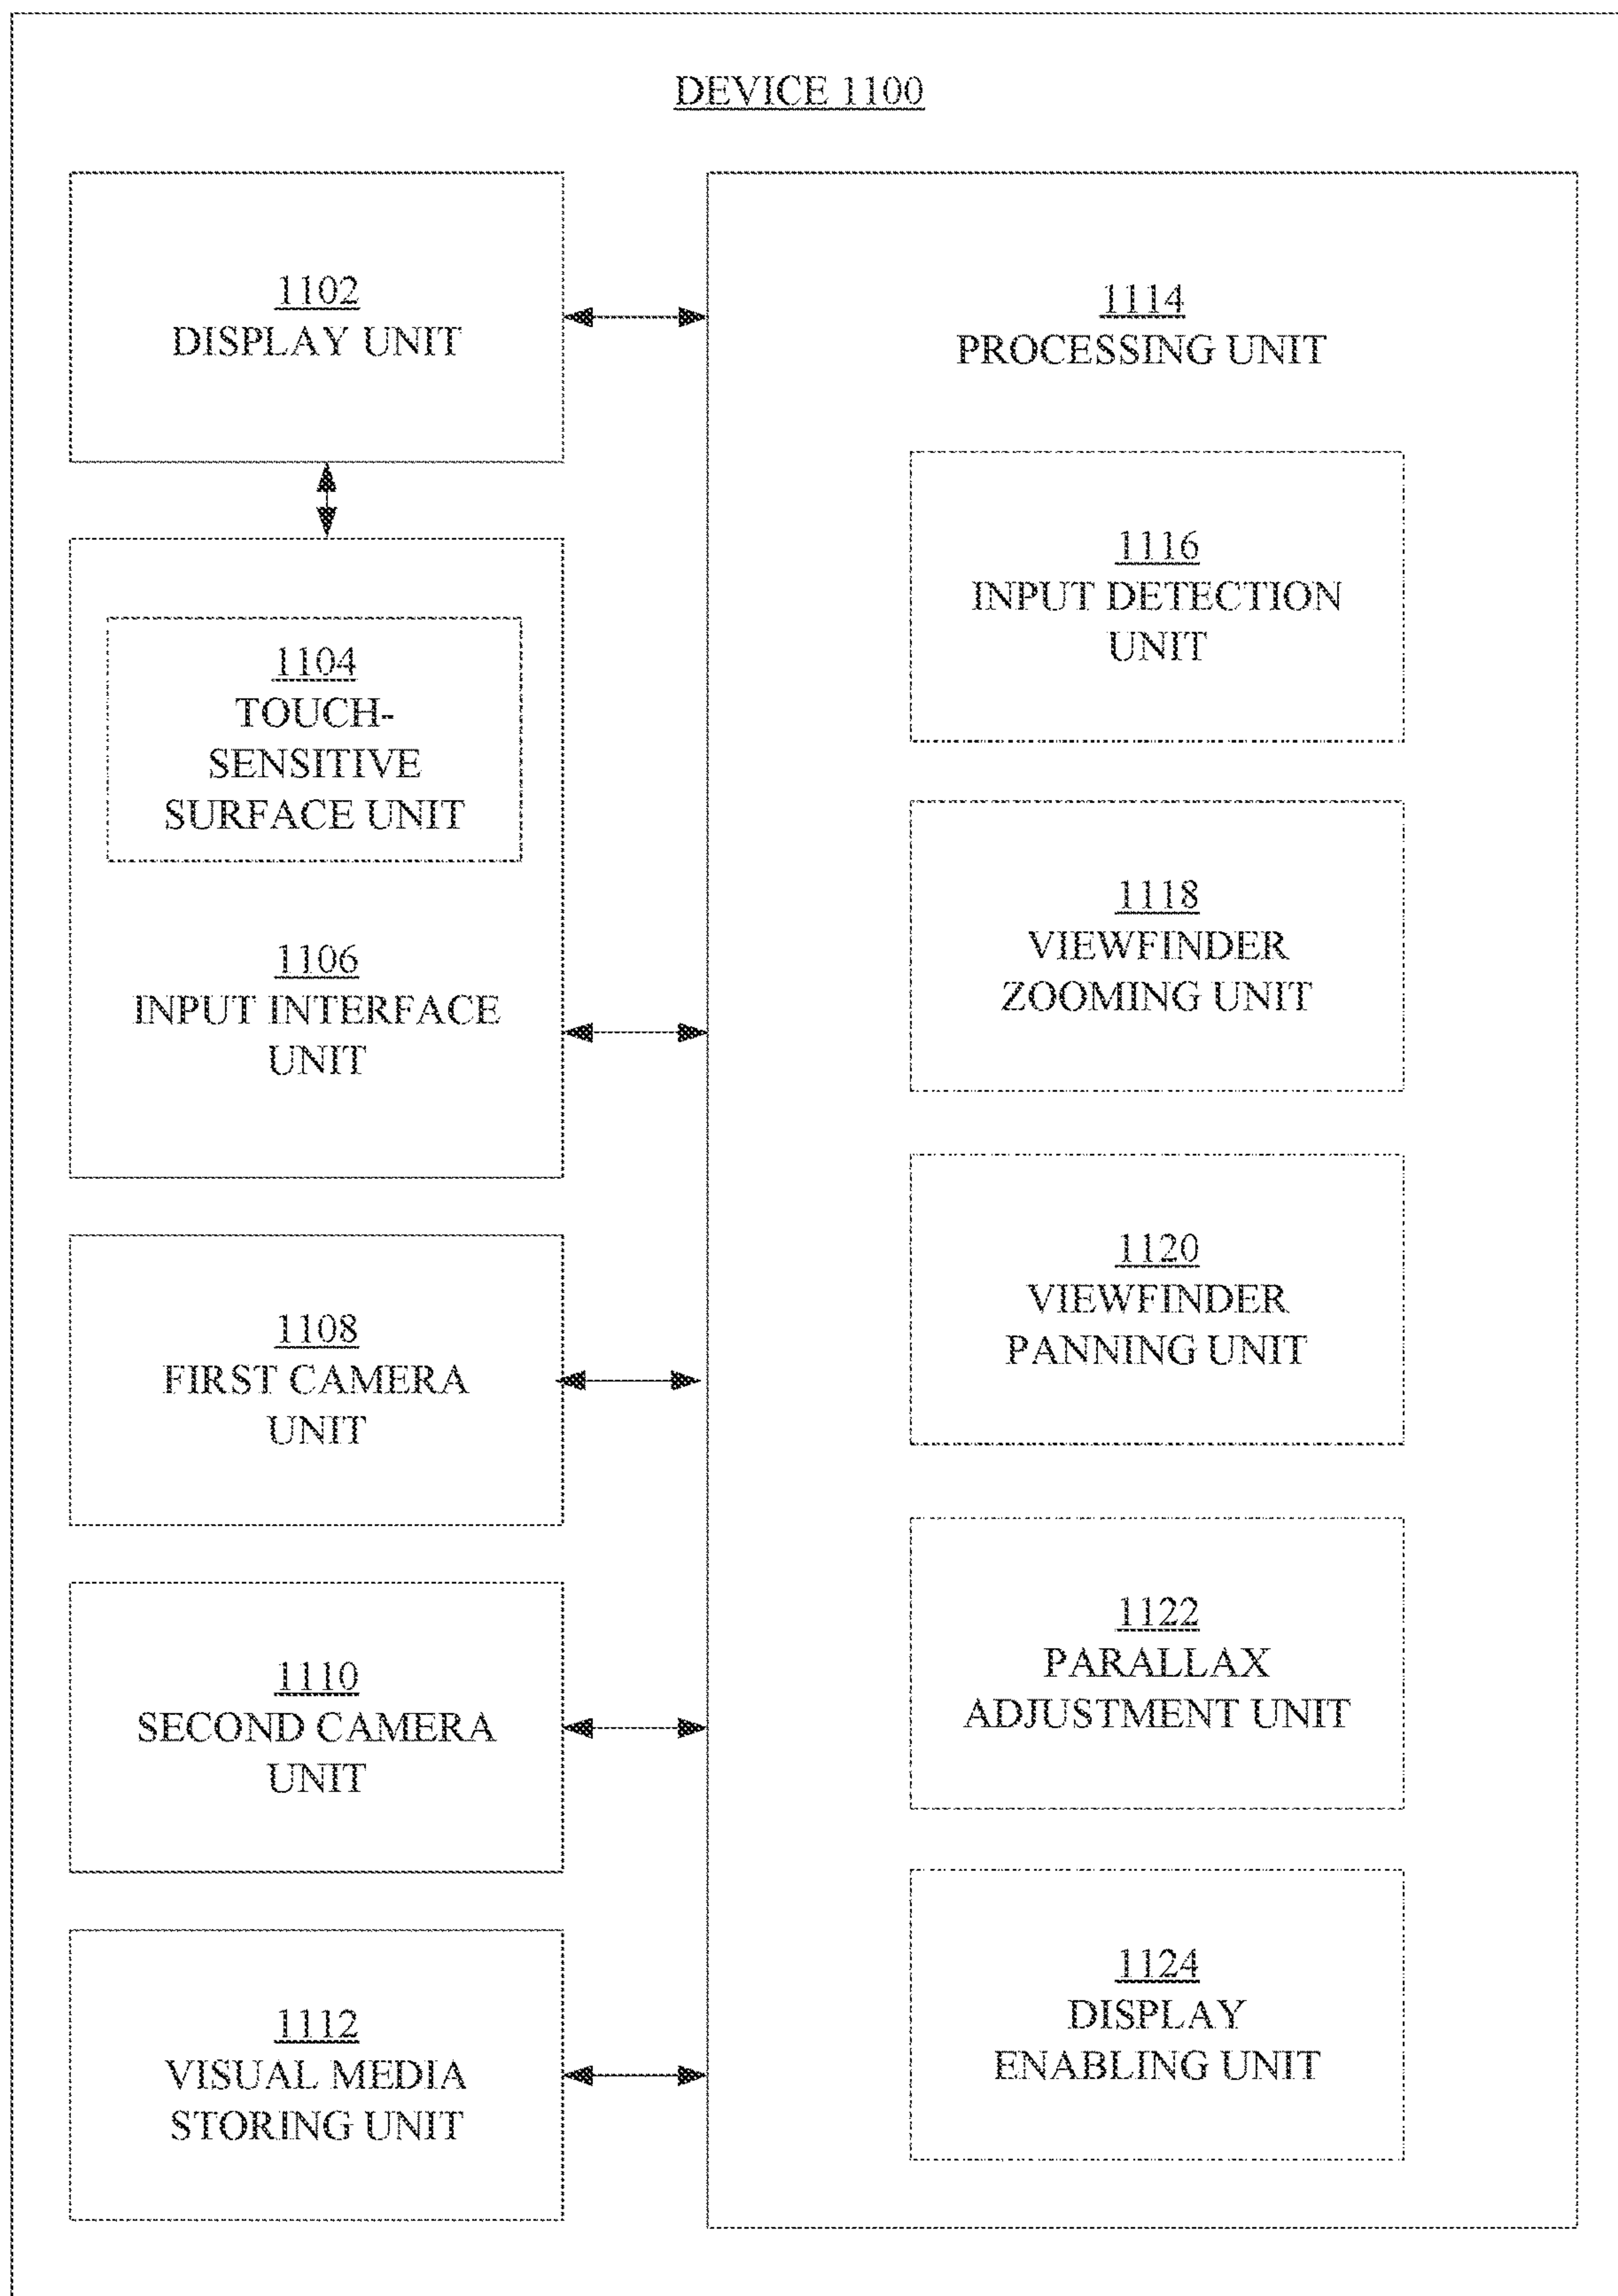 DEVICE 1100
1102
DISPLAY UNIT
1104
TOUCH-
SENSITIVE
SURFACE UNIT
1106
INPUT INTERFACE
UNIT
1108
FIRST CAMERA
UNIT
1110
SECOND CAMERA
UNIT
1112
VISUAL MEDIA
STORING UNIT
1114
PROCESSING UNIT
1116
INPUT DETECTION
UNIT
1118
VIEWFINDER
ZOOMING UNIT
1120
VIEWFINDER
PANNING UNIT
1122
PARALLAX
ADJUSTMENT UNIT
1124
DISPLAY
ENABLING UNIT